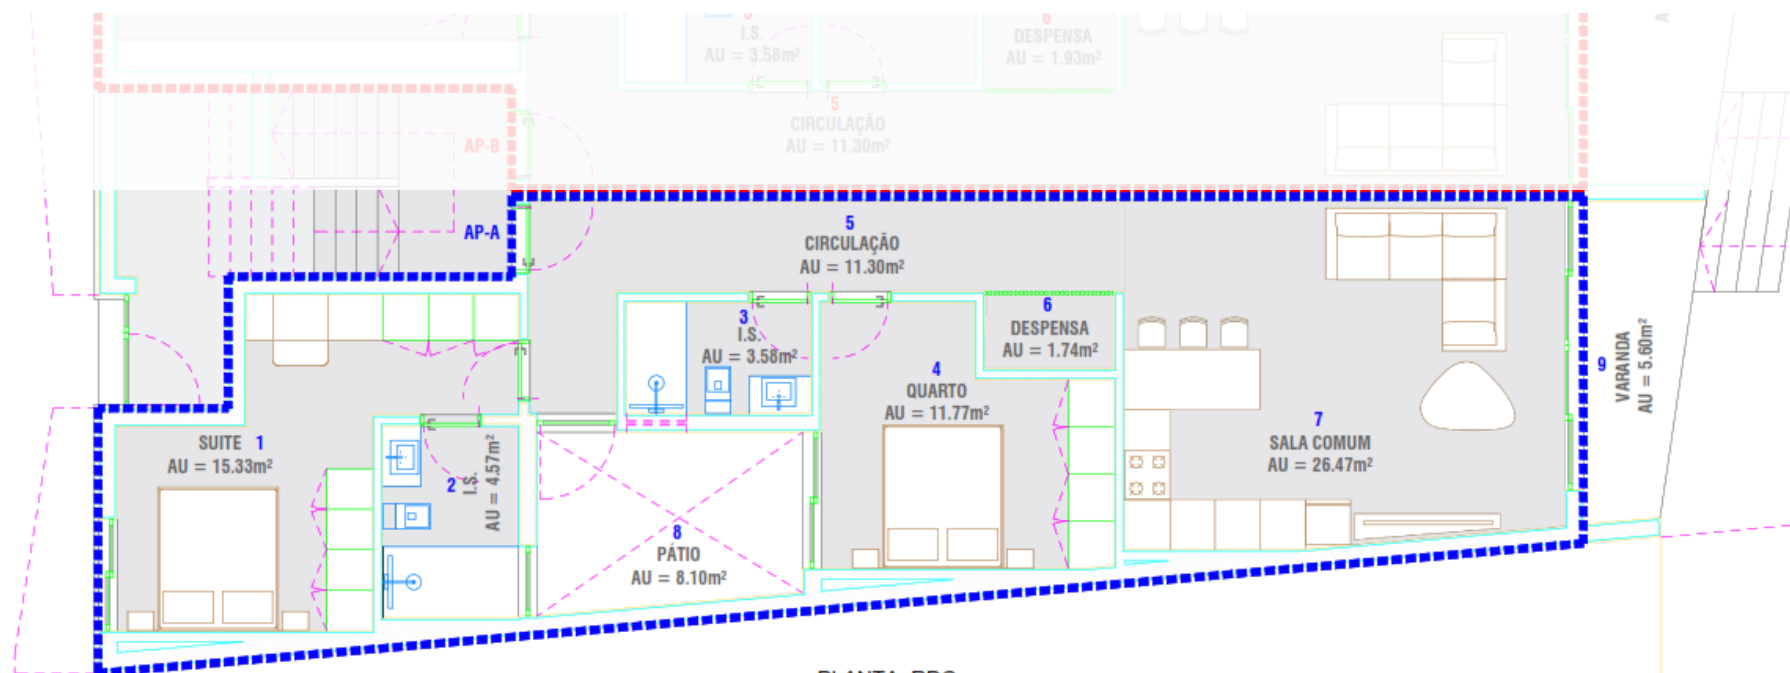 I.S.
AU = 3.58m²
6
DESPENSA
AU = 1.93m²
5
CIRCULAÇÃO
AU = 11.30m²
AP-B
AP-A
5
CIRCULAÇÃO
AU = 11.30m²
3
I.S.
AU = 3.58m²
6
DESPENSA
AU = 1.74m²
4
QUARTO
AU = 11.77m²
9
VARANDA
AU = 5.60m²
SUITE 1
AU = 15.33m²
2
I.S.
AU = 4.57m²
7
SALA COMUM
AU = 26.47m²
8
PÁTIO
AU = 8.10m²